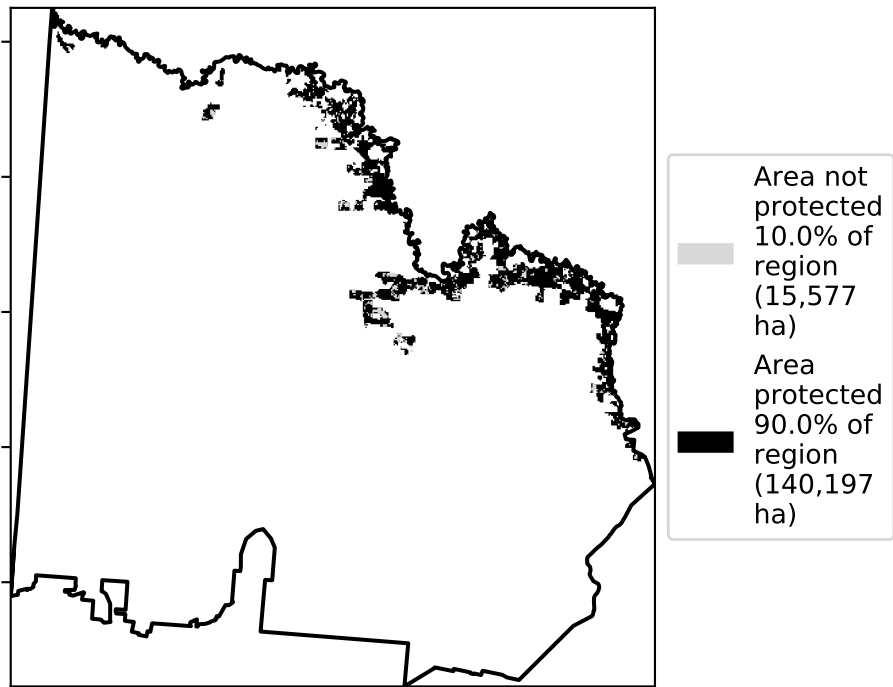 Area not
protected
10.0% of
region
(15,577
ha)
Area
protected
90.0% of
region
(140,197
ha)